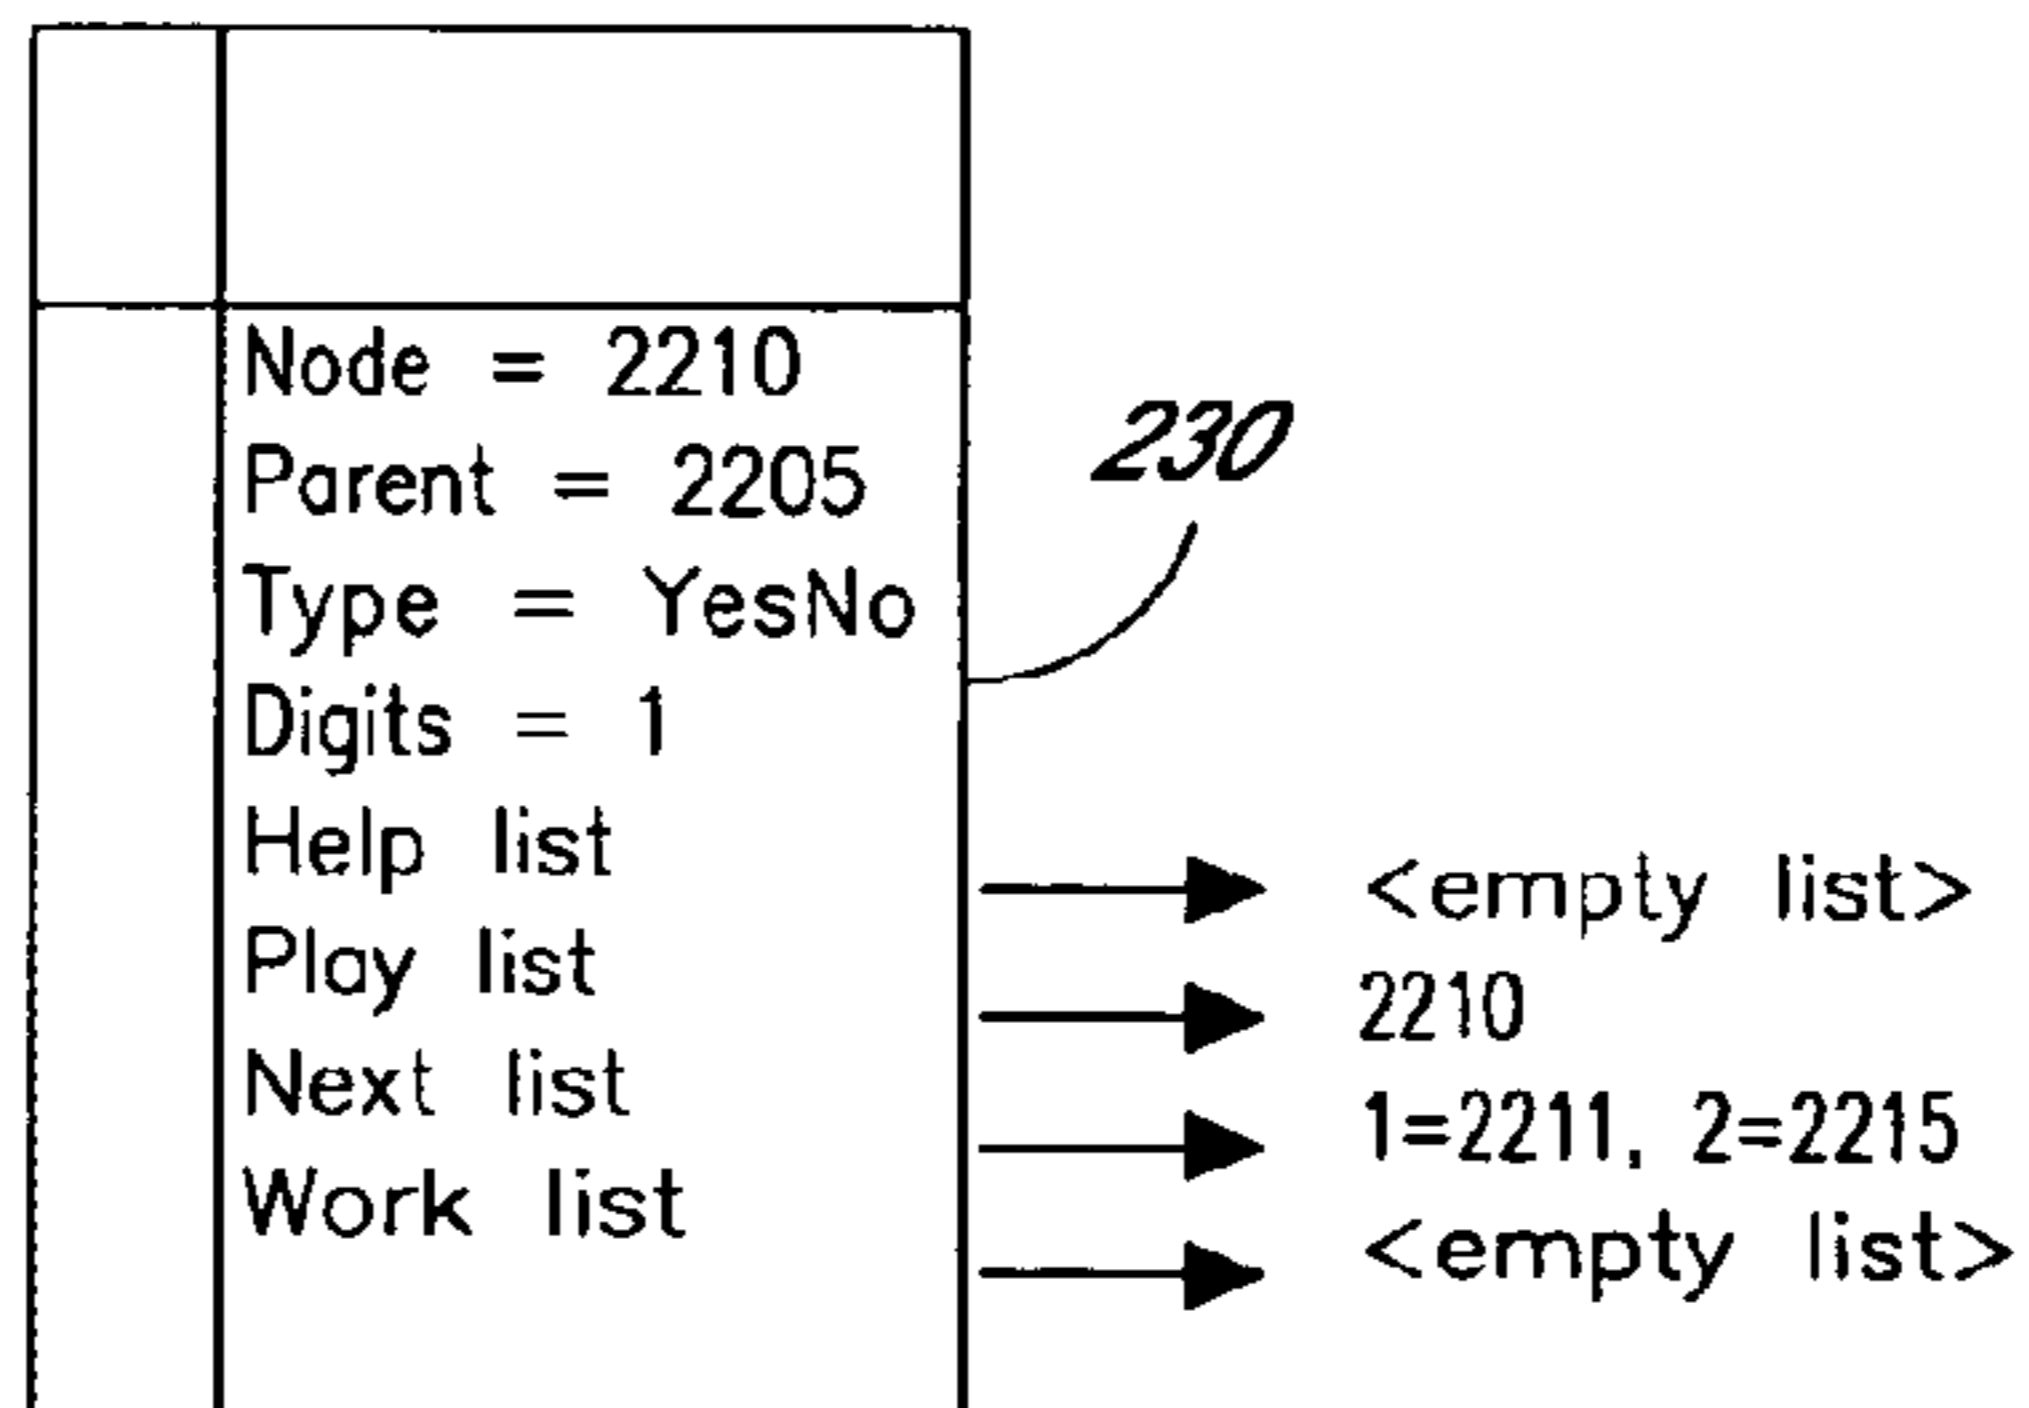 Node = 2210
Parent = 2205
230
Type = YesNo
Digits = 1
Help list
<empty list>
Play list
2210
Next list
1=2211, 2=2215
Work list
<empty list>